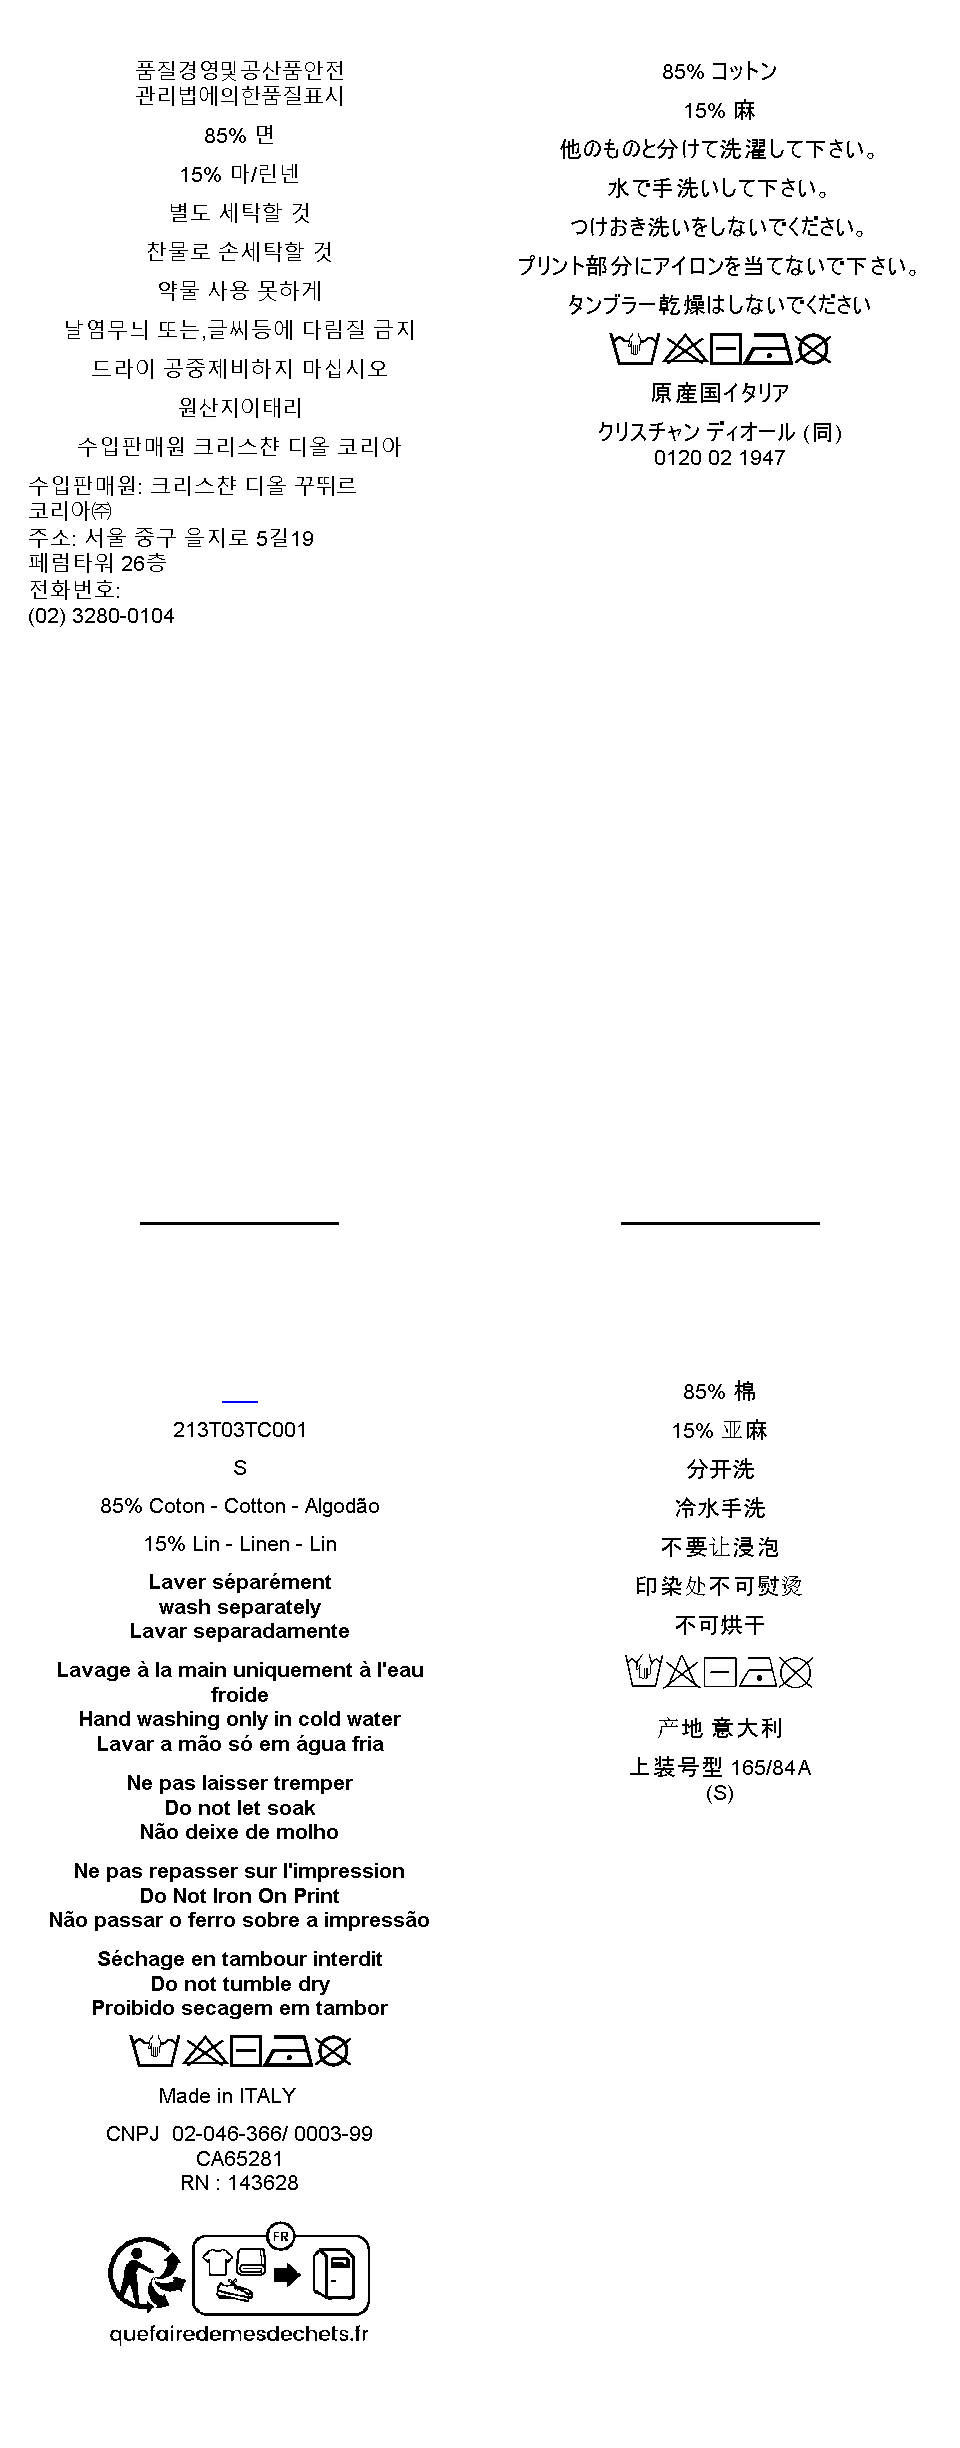 품질경영및공산품안전
관리법에의한품질표시
85% 면
15% 마/린넨
별도 세탁할 것
찬물로 손세탁할 것
약물 사용 못하게
날염무늬 또는,글씨등에 다림질 금지
드라이 공중제비하지 마십시오
원산지이태리
수입판매원 크리스챤 디올 코리아
수입판매원: 크리스챤 디올 꾸뛰르
코리아㈜
주소: 서울 중구 을지로 5길19
페럼타워 26층
전화번호:
(02) 3280-0104
85% コットン
15% 麻
他のものと分けて洗濯して下さい。
水で手洗いして下さい。
つけおき洗いをしないでください。
プリント部分にアイロンを当てないで下さい。
タンブラー乾燥はしないでください
原産国イタリア
クリスチャン ディオール (同)
0120 02 1947
213T03TC001
S
85% Coton - Cotton - Algodão
15% Lin - Linen - Lin
Laver séparément
wash separately
Lavar separadamente
Lavage à la main uniquement à l'eau
froide
Hand washing only in cold water
Lavar a mão só em água fria
Ne pas laisser tremper
Do not let soak
Não deixe de molho
Ne pas repasser sur l'impression
Do Not Iron On Print
Não passar o ferro sobre a impressão
Séchage en tambour interdit
Do not tumble dry
Proibido secagem em tambor
Made in ITALY
CNPJ  02-046-366/ 0003-99
CA65281
RN : 143628
FR
quefairedemesdechets.fr
85% 棉
15% 亚麻
分开洗
冷水手洗
不要让浸泡
印染处不可熨烫
不可烘干
产地 意大利
上装号型 165/84A
(S)